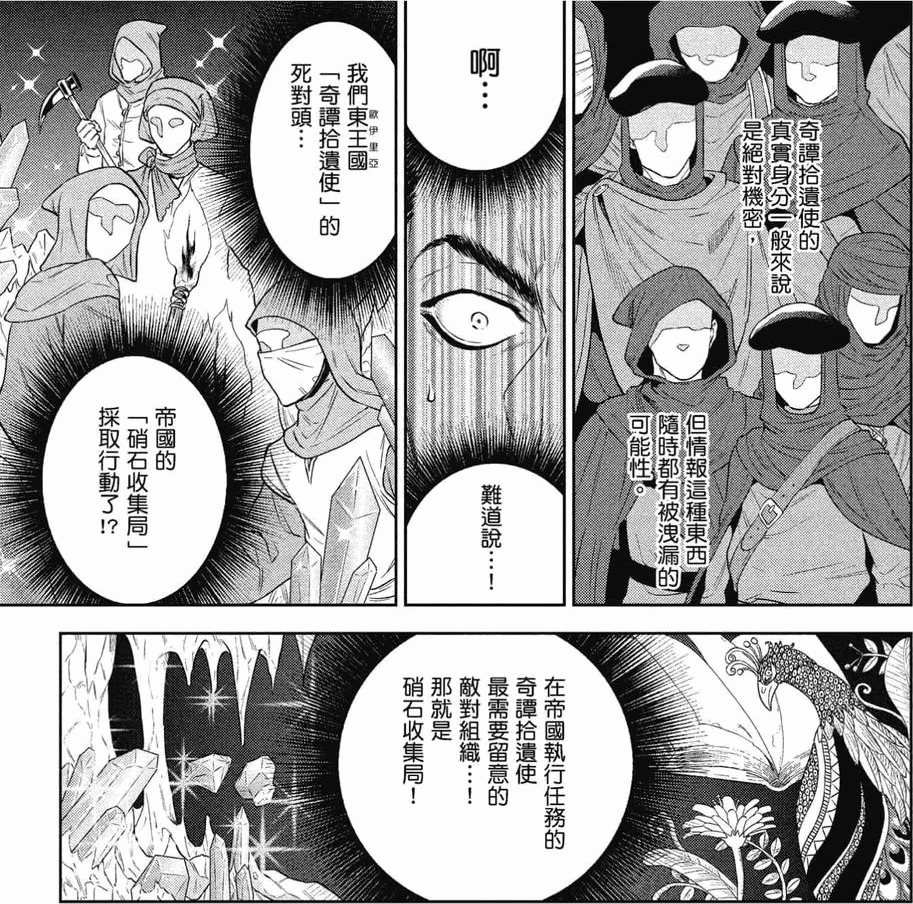 奇譚拾遺使的
真實身分一般來說
是絕對機密，
但情報這種東西
隨時都有被洩漏的
可能性。
啊…
難道說…！
我們東王國
歐伊里亞
「奇譚拾遺使」的
死對頭…
帝國的
「硝石收集局」
採取行動了!?
在帝國執行任務的
奇譚拾遺使
最需要留意的
敵對組織…！
那就是
硝石收集局！